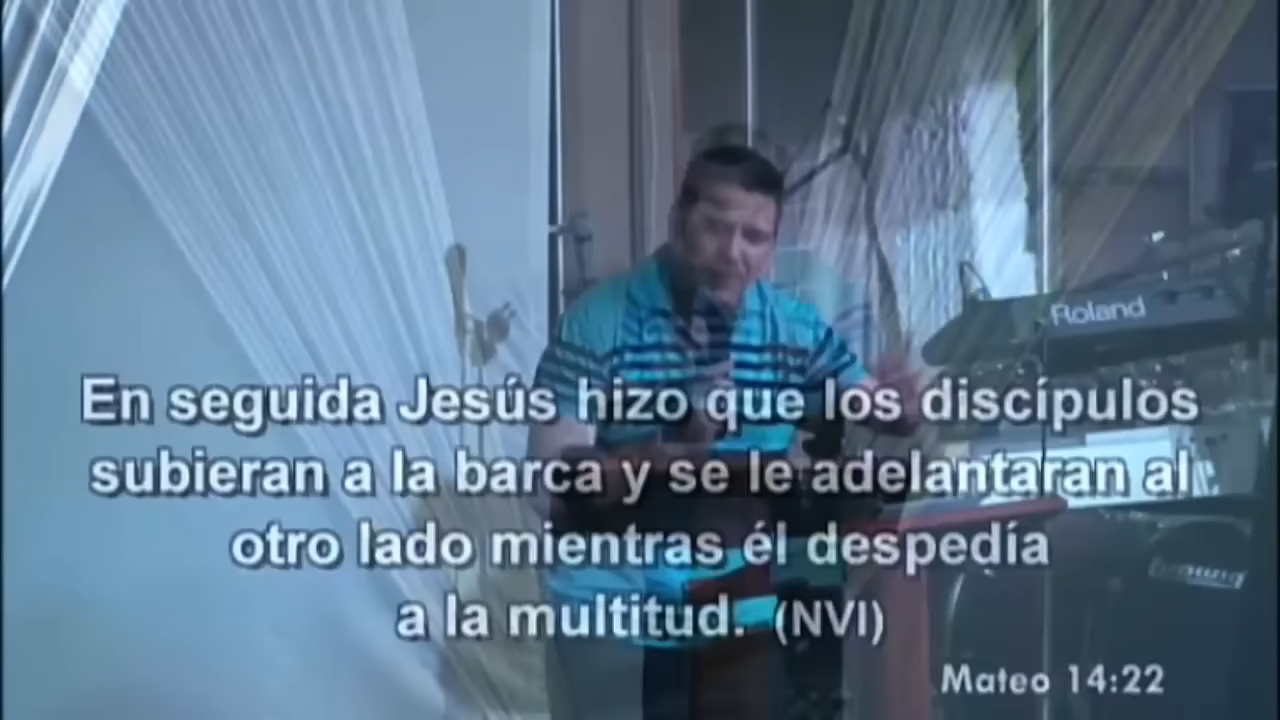 Roland
En seguida Jesús hizo que los discípulos
subieran a la barca y se le adelantaran al
otro lado mientras él despedía
a la multitud. (NVI)
Mateo 14:22